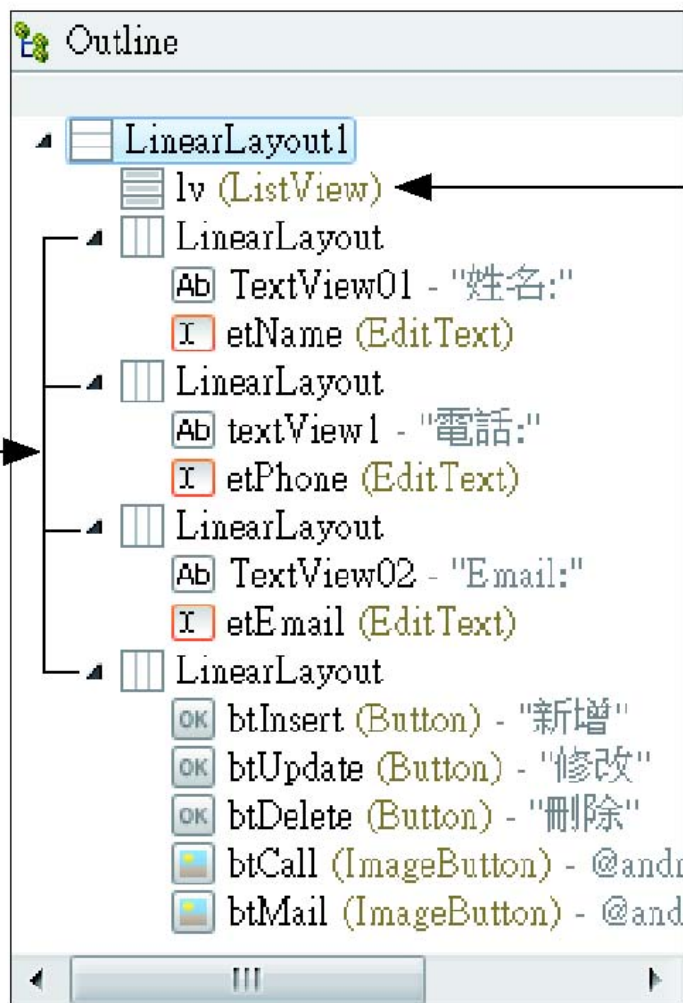 Outline
LinearLayout1
lv (ListView)
LinearLayout
TextView01 - "姓名:"
etName (EditText)
LinearLayout
textView1 - "電話:"
etPhone (EditText)
LinearLayout
TextView02 - "Email:"
etEmail (EditText)
LinearLayout
btInsert (Button) - "新增"
btUpdate (Button) - "修改"
btDelete (Button) - "刪除"
btCall (ImageButton) - @andr
btMail (ImageButton) - @and